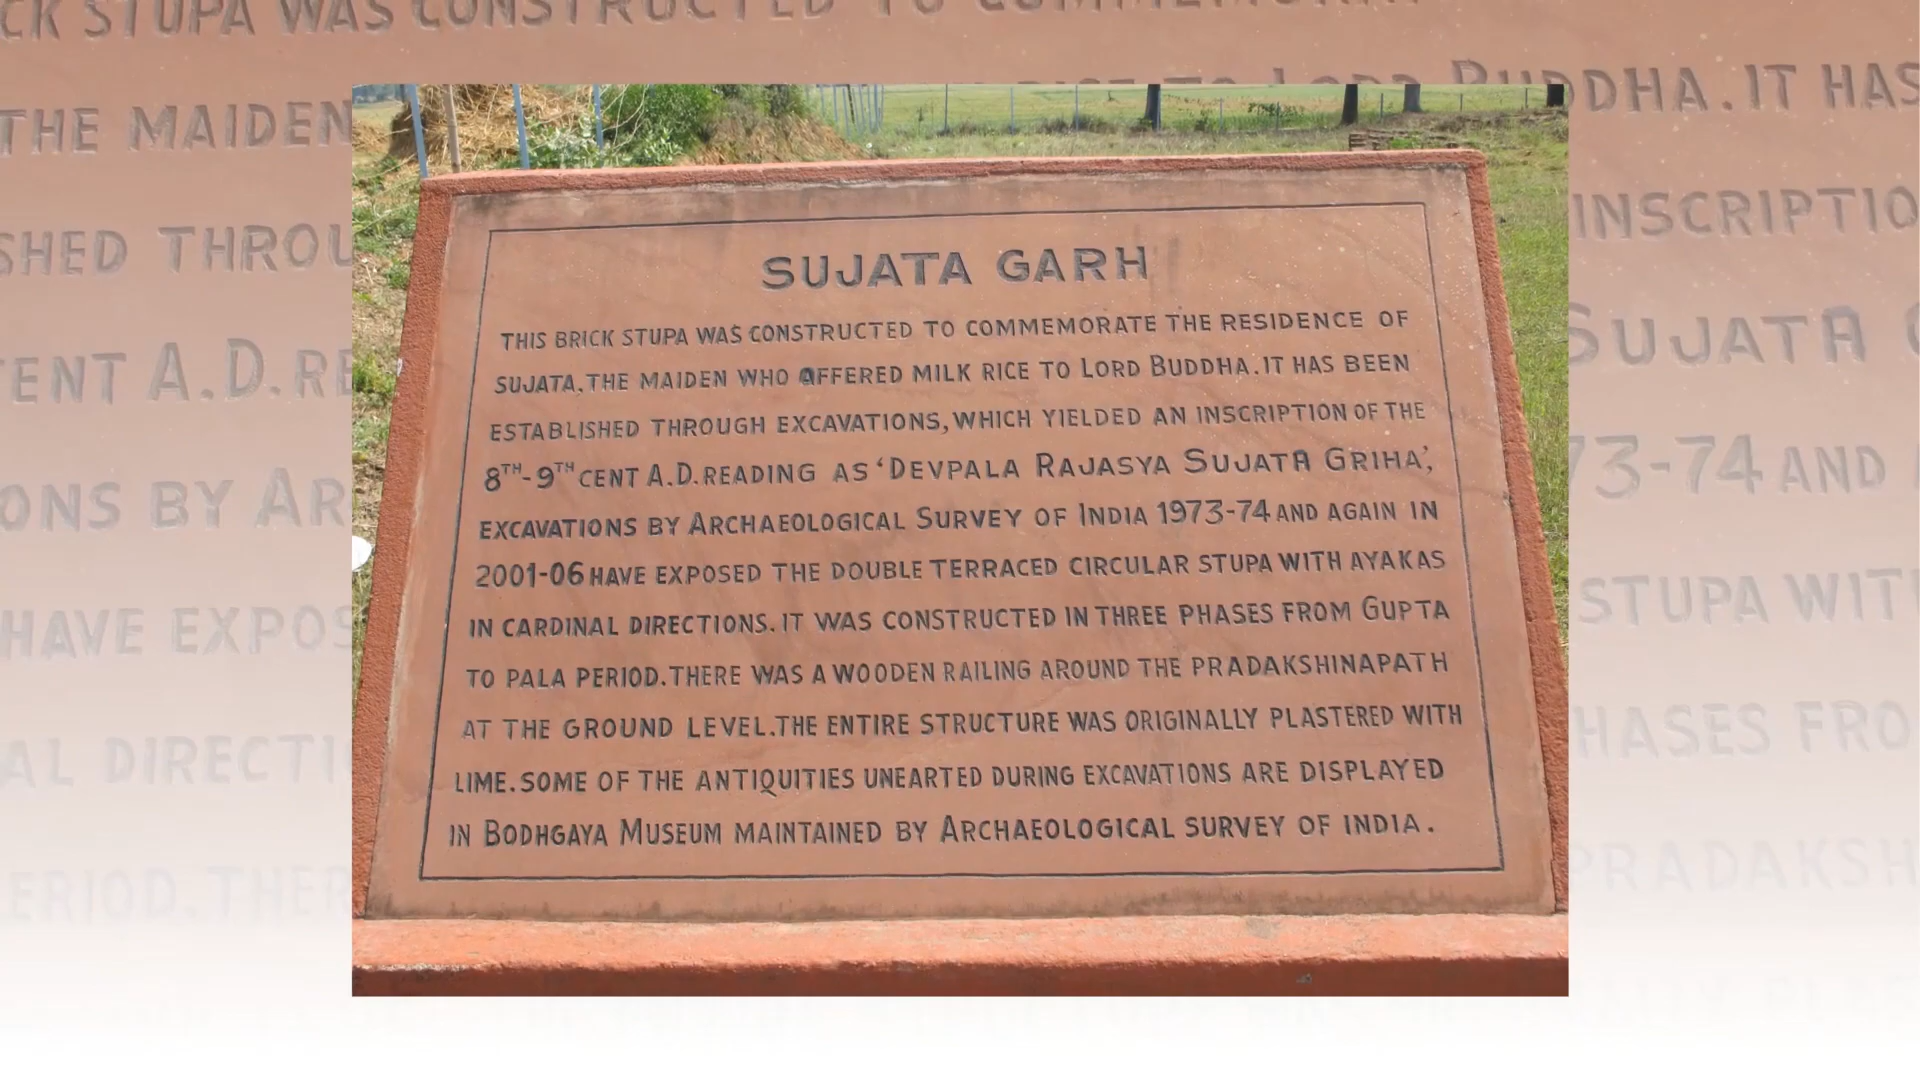 SUJATA GARH
THIS BRICK STUPA WAS CONSTRUCTED TO COMMEMORATE THE RESIDENCE OF
SUJATA, THE MAIDEN WHO OFFERED MILK RICE TO LORD BUDDHA. IT HAS BEEN
ESTABLISHED THROUGH EXCAVATIONS, WHICH YIELDED AN INSCRIPTION OF THE
8TH-9TH CENT A.D. READING AS 'DEVPALA RAJASYA SUJATA GRIHA',
EXCAVATIONS BY ARCHAEOLOGICAL SURVEY OF INDIA 1973-74 AND AGAIN IN
2001-06 HAVE EXPOSED THE DOUBLE TERRACED CIRCULAR STUPA WITH AYAKAS
IN CARDINAL DIRECTIONS. IT WAS CONSTRUCTED IN THREE PHASES FROM GUPTA
TO PALA PERIOD. THERE WAS A WOODEN RAILING AROUND THE PRADAKSHINAPATH
AT THE GROUND LEVEL. THE ENTIRE STRUCTURE WAS ORIGINALLY PLASTERED WITH
LIME. SOME OF THE ANTIQUITIES UNEARTED DURING EXCAVATIONS ARE DISPLAYED
IN BODHGAYA MUSEUM MAINTAINED BY ARCHAEOLOGICAL SURVEY OF INDIA.